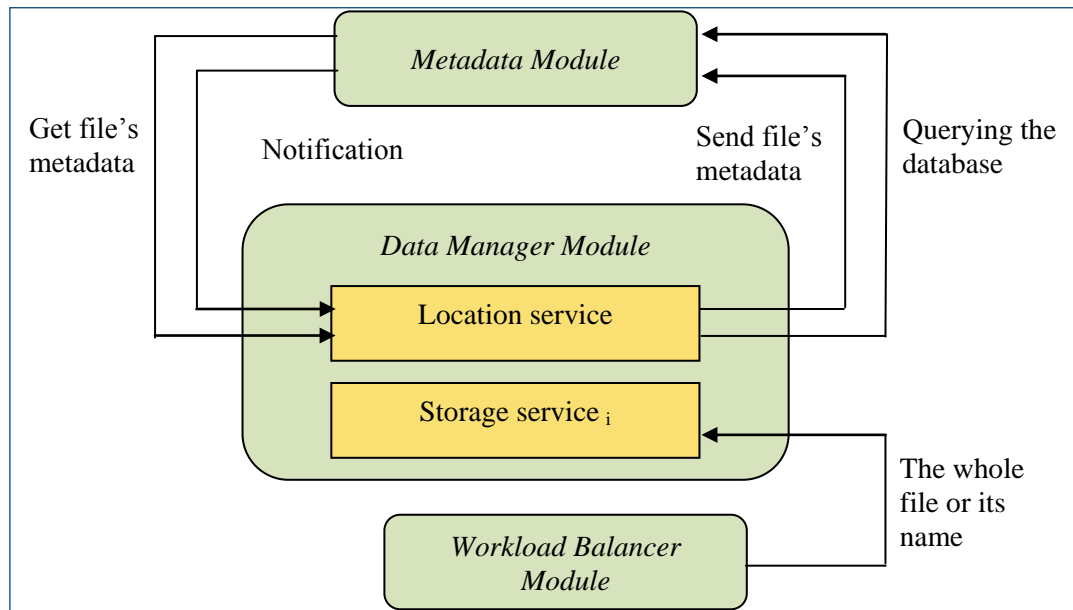 Metadata Module
Get file’s
metadata
Notification
Send file’s
metadata
Querying the
database
Data Manager Module
Location service
Storage service i
The whole
file or its
name
Workload Balancer
Module